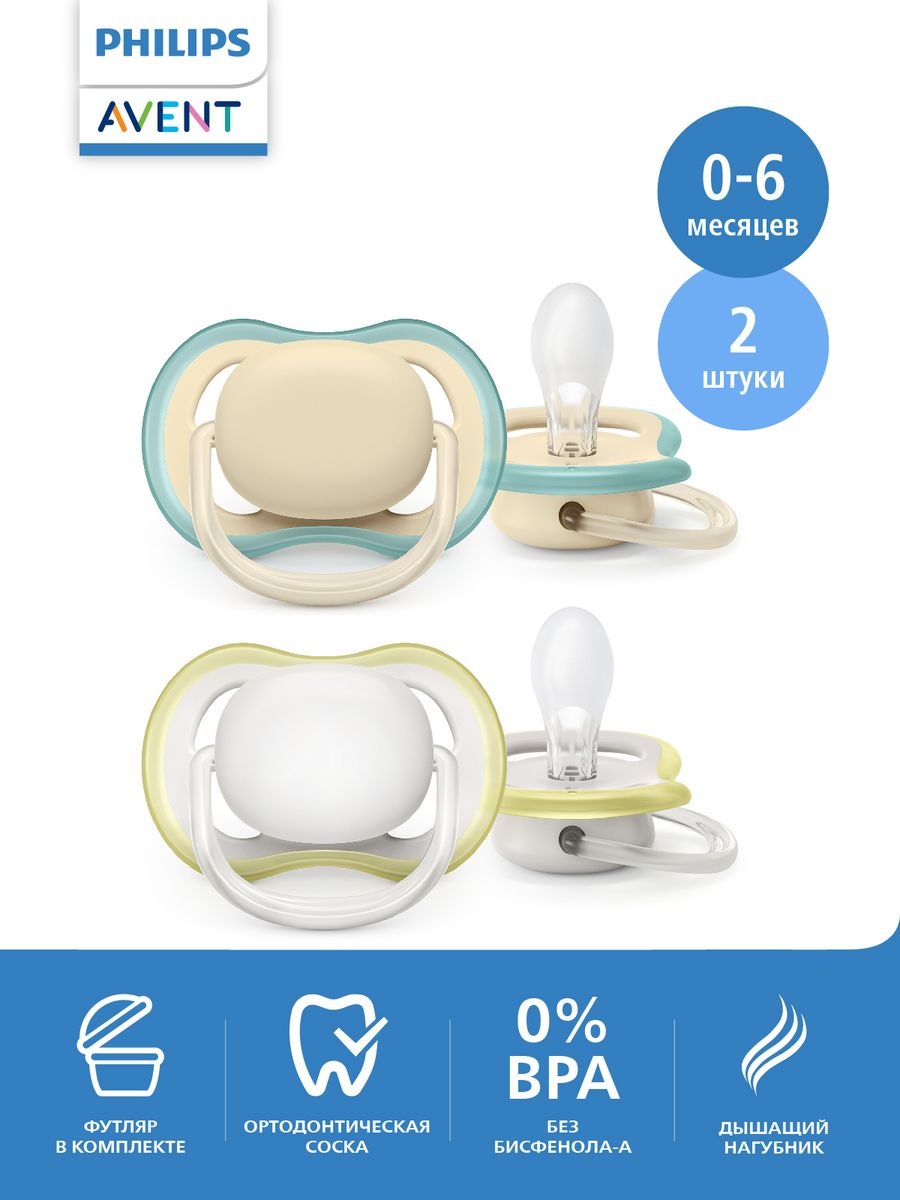 PHILIPS
AVENT
0-6
месяцев
2
штуки
ФУТЛЯР
В КОМПЛЕКТЕ
ОРТОДОНТИЧЕСКАЯ
СОСКА
0%
BPA
БЕЗ
БИСФЕНОЛА-А
ДЫШАЩИЙ
НАГУБНИК